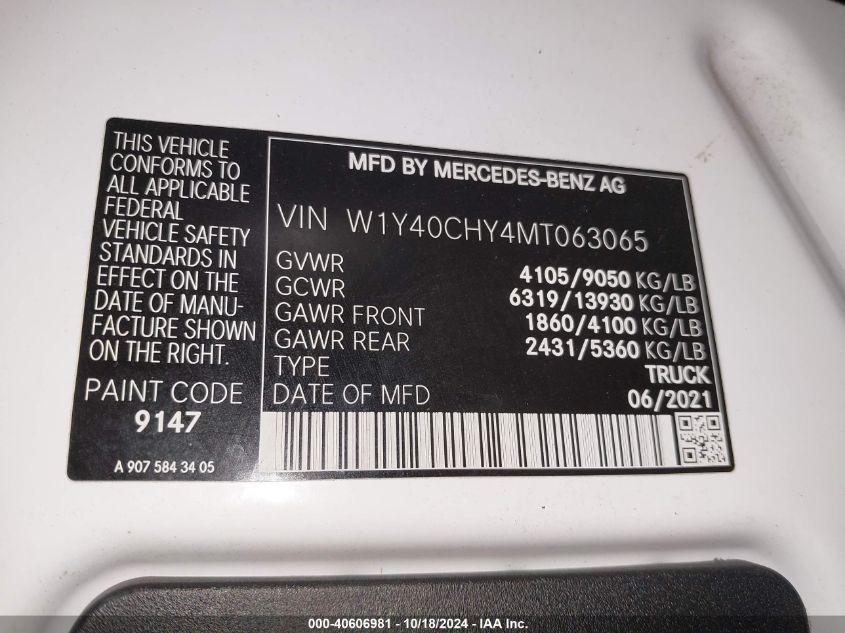 THIS VEHICLE
CONFORMS TO
ALL APPLICABLE
FEDERAL
VEHICLE SAFETY
STANDARDS IN
EFFECT ON THE
DATE OF MANU-
FACTURE SHOWN
ON THE RIGHT.
PAINT CODE
9147
A 907 584 34 05
MFD BY MERCEDES-BENZ AG
VIN W1Y40CHY4MT063065
GVWR 4105/9050 KG/LB
GCWR 6319/13930 KG/LB
GAWR FRONT 1860/4100 KG/LB
GAWR REAR 2431/5360 KG/LB
TYPE TRUCK
DATE OF MFD 06/2021
000-40606981 - 10/18/2024 - IAA Inc.